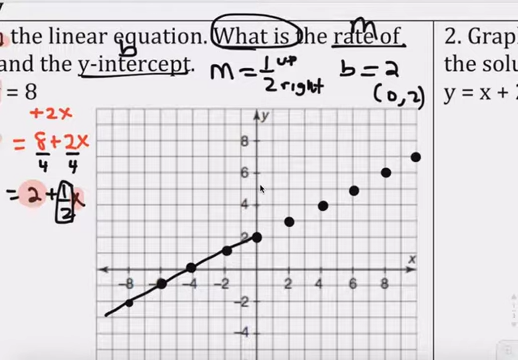 m
the linear equation. What is the rate of
b
and the y-intercept.
m = 1 up
2 right
b = 2
(0, 2)
= 8
+2x
= 8 + 2x
4 4
= 2 + 1/2 x
y
8
6
4
2
x
-8 -6 -4 -2 2 4 6 8
-2
-4
2. Grap
the solu
y = x +